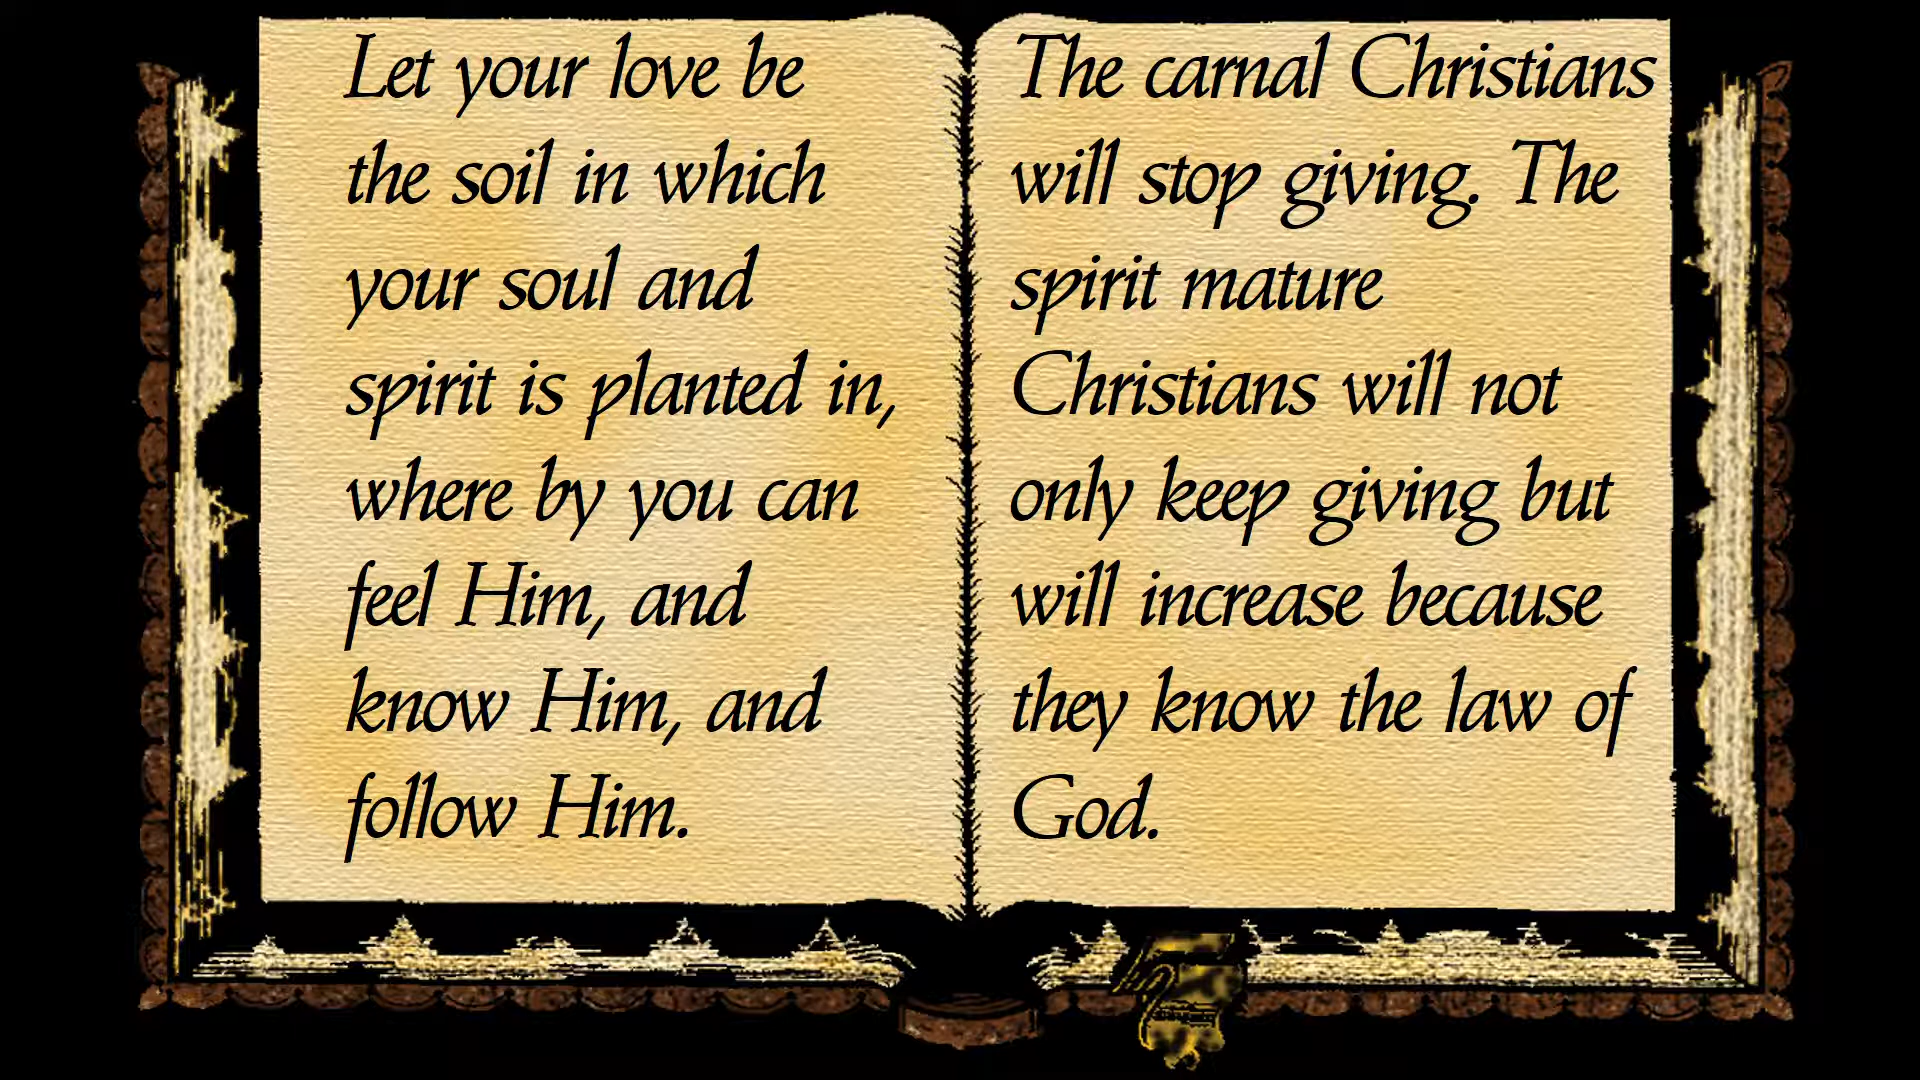 Let your love be
the soil in which
your soul and
spirit is planted in,
where by you can
feel Him, and
know Him, and
follow Him.
The carnal Christians
will stop giving. The
spirit mature
Christians will not
only keep giving but
will increase because
they know the law of
God.